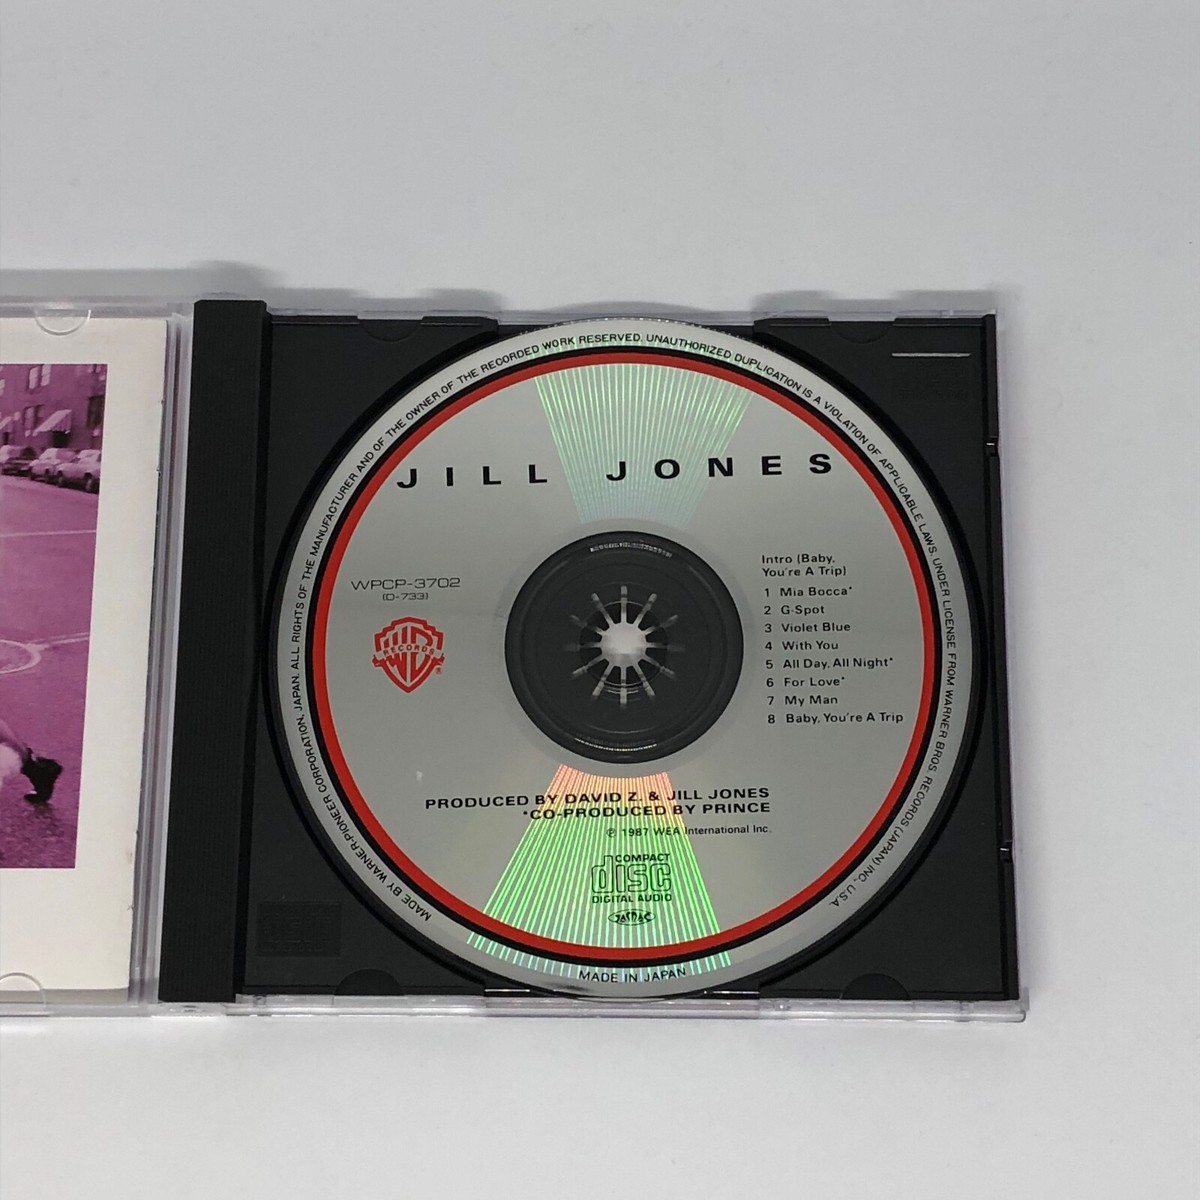 MADE BY WARNER-PIONEER CORPORATION, JAPAN. ALL RIGHTS OF THE MANUFACTURER AND OF THE OWNER OF THE RECORDED WORK RESERVED. UNAUTHORIZED DUPLICATION IS A VIOLATION OF APPLICABLE LAWS. UNDER LICENSE FROM WARNER BROS. RECORDS (JAPAN) INC., U.S.A.
JILL JONES
WPCP-3702
(D-733)
WB
RECORDS
®
Intro (Baby,
You're A Trip)
1 Mia Bocca*
2 G-Spot
3 Violet Blue
4 With You
5 All Day, All Night*
6 For Love*
7 My Man
8 Baby, You're A Trip
PRODUCED BY DAVID Z. & JILL JONES
*CO-PRODUCED BY PRINCE
℗ 1987 WEA International Inc.
COMPACT
disc
DIGITAL AUDIO
JASRAC
MADE IN JAPAN